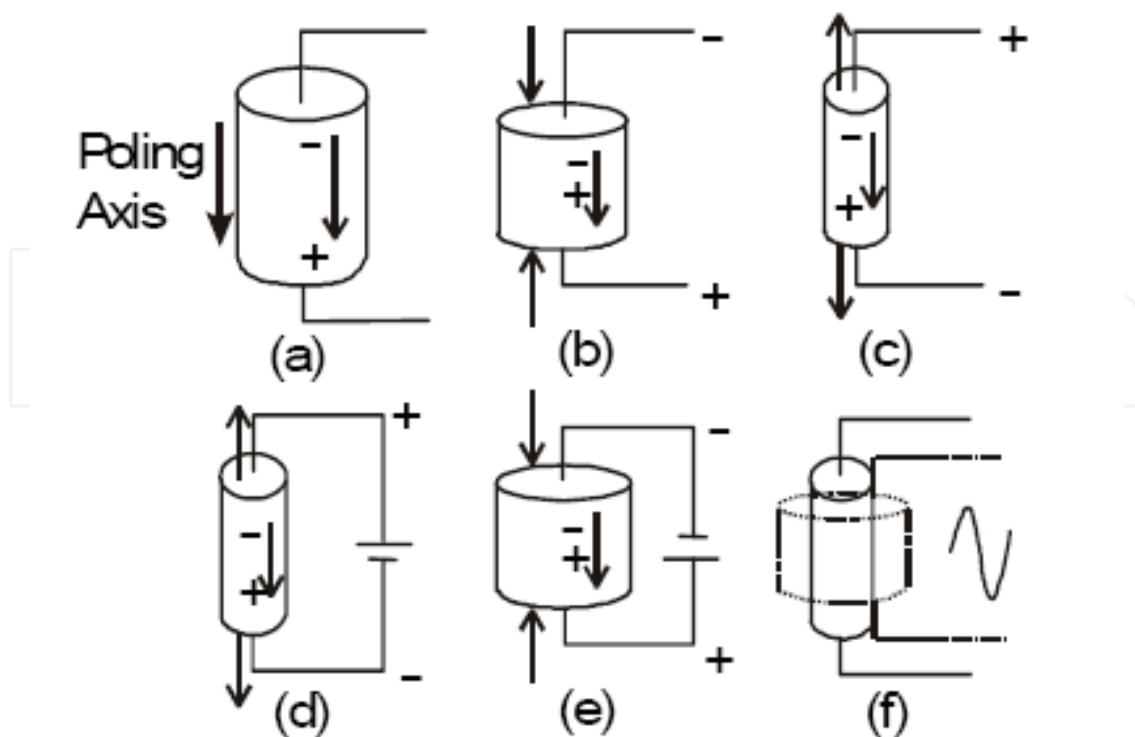 Poling
Axis
-
+
(a)
-
-
+
+
(b)
+
-
+
-
(c)
+
-
+
-
(d)
-
-
+
+
(e)
(f)